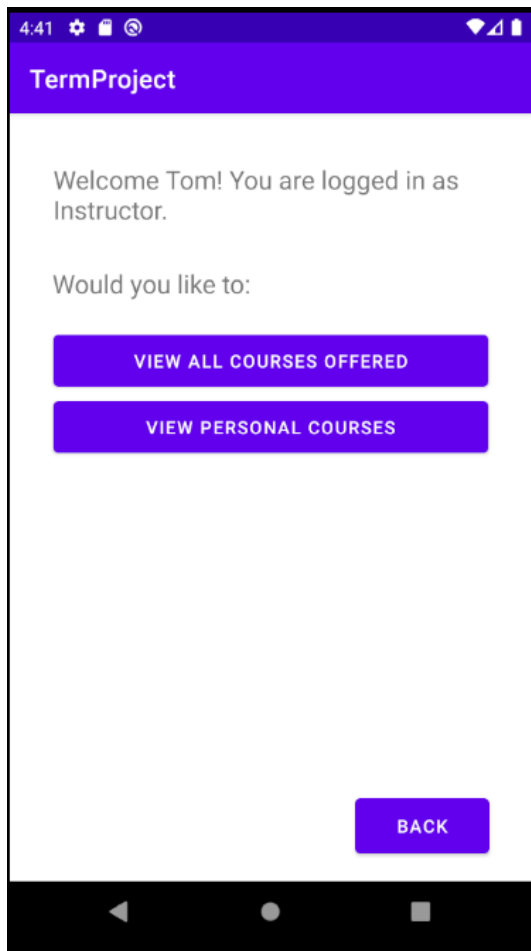 4:41
TermProject
Welcome Tom! You are logged in as
Instructor.
Would you like to:
VIEW ALL COURSES OFFERED
VIEW PERSONAL COURSES
BACK